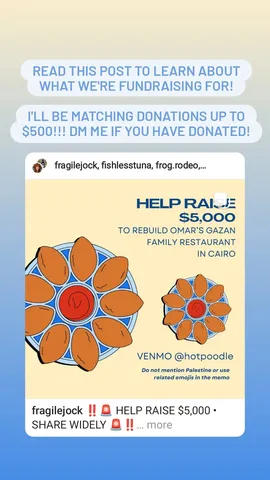 READ THIS POST TO LEARN ABOUT
WHAT WE'RE FUNDRAISING FOR!
I'LL BE MATCHING DONATIONS UP TO
$500!!! DM ME IF YOU HAVE DONATED!
fragilejock, fishlesstuna, frog.rodeo,...
HELP RAISE
$5,000
TO REBUILD OMAR'S GAZAN
FAMILY RESTAURANT
IN CAIRO
VENMO @hotpoodle
Do not mention Palestine or use
related emojis in the memo
fragilejock ‼️🚨 HELP RAISE $5,000 •
SHARE WIDELY 🚨‼️... more